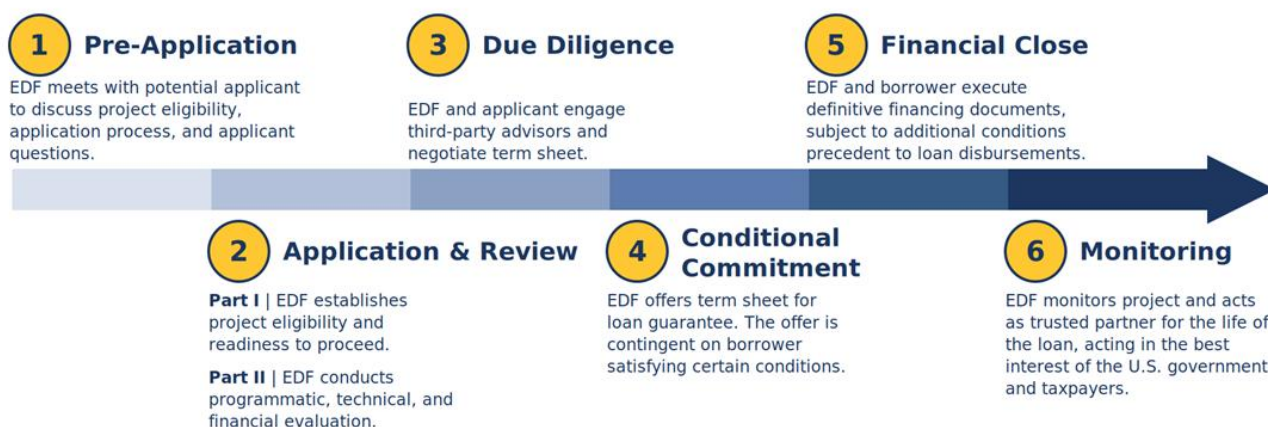 1 Pre-Application
EDF meets with potential applicant
to discuss project eligibility,
application process, and applicant
questions.
2 Application & Review
Part I | EDF establishes
project eligibility and
readiness to proceed.
Part II | EDF conducts
programmatic, technical, and
financial evaluation.
3 Due Diligence
EDF and applicant engage
third-party advisors and
negotiate term sheet.
4 Conditional
Commitment
EDF offers term sheet for
loan guarantee. The offer is
contingent on borrower
satisfying certain conditions.
5 Financial Close
EDF and borrower execute
definitive financing documents,
subject to additional conditions
precedent to loan disbursements.
6 Monitoring
EDF monitors project and acts
as trusted partner for the life of
the loan, acting in the best
interest of the U.S. government
and taxpayers.